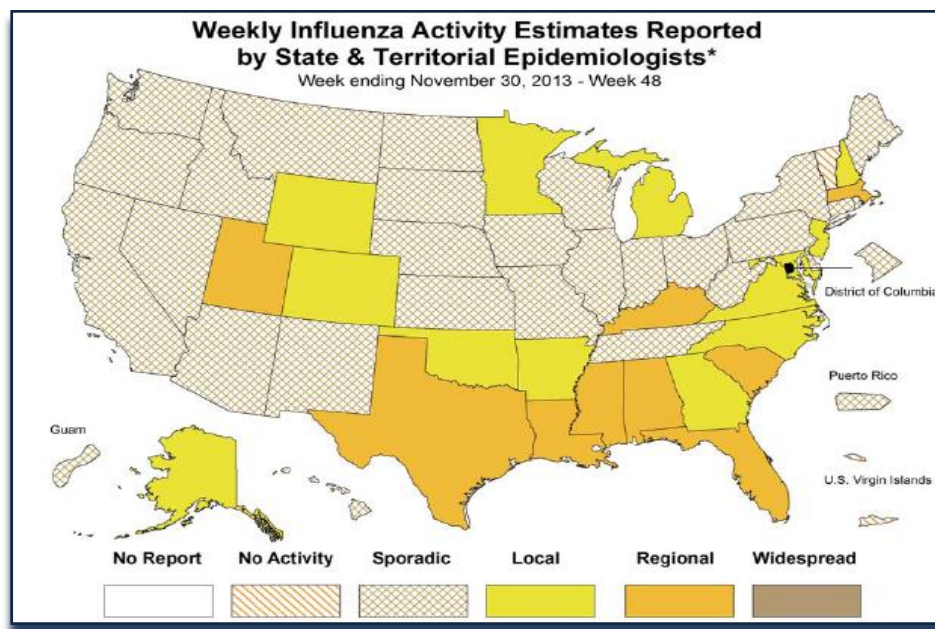 Weekly Influenza Activity Estimates Reported
by State & Territorial Epidemiologists*
Week ending November 30, 2013 - Week 48
District of Columbia
Puerto Rico
Guam
U.S. Virgin Islands
No Report No Activity Sporadic Local Regional Widespread